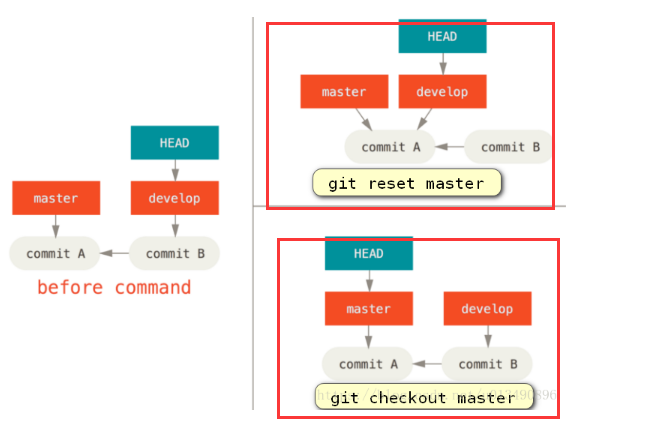 HEAD
master develop
commit A commit B
before command
HEAD
master develop
commit A commit B
git reset master
HEAD
master develop
commit A commit B
git checkout master